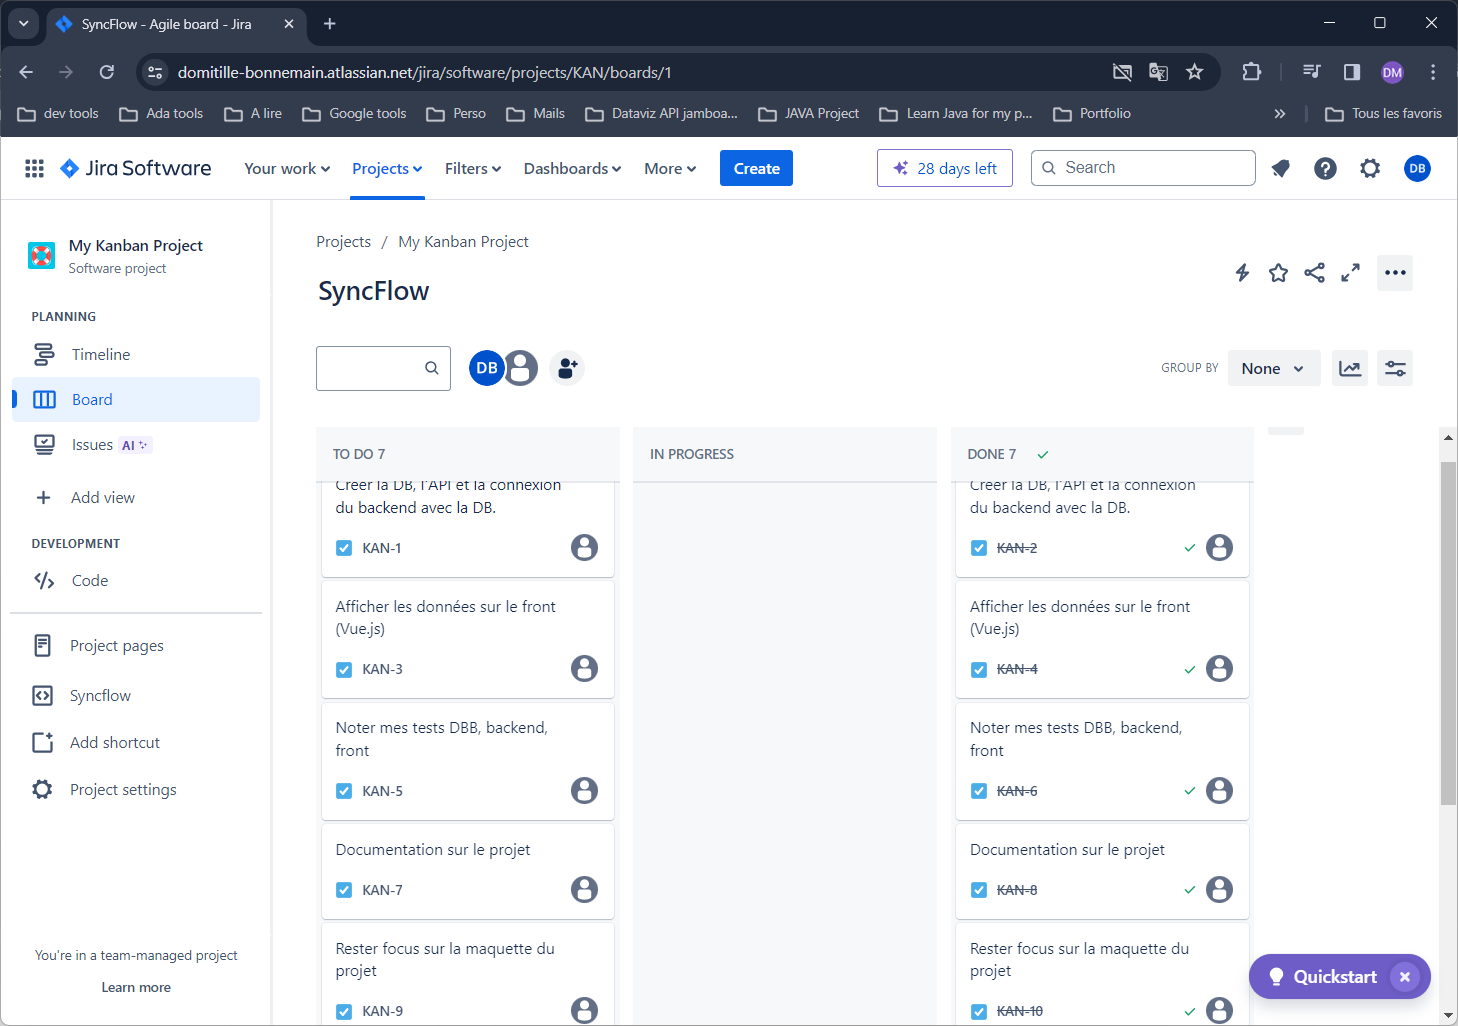 SyncFlow - Agile board - Jira
domitille-bonnemain.atlassian.net/jira/software/projects/KAN/boards/1
DM
dev tools
Ada tools
A lire
Google tools
Perso
Mails
Dataviz API jamboa...
JAVA Project
Learn Java for my p...
Portfolio
Tous les favoris
Jira Software
Your work
Projects
Filters
Dashboards
More
Create
28 days left
Search
DB
My Kanban Project
Software project
PLANNING
Timeline
Board
Issues AI
Add view
DEVELOPMENT
Code
Project pages
Syncflow
Add shortcut
Project settings
You're in a team-managed project
Learn more
Projects / My Kanban Project
SyncFlow
DB
GROUP BY
None
TO DO 7
Créer la DB, l'API et la connexion
du backend avec la DB.
KAN-1
Afficher les données sur le front
(Vue.js)
KAN-3
Noter mes tests DBB, backend,
front
KAN-5
Documentation sur le projet
KAN-7
Rester focus sur la maquette du
projet
KAN-9
IN PROGRESS
DONE 7
Créer la DB, l'API et la connexion
du backend avec la DB.
KAN-2
Afficher les données sur le front
(Vue.js)
KAN-4
Noter mes tests DBB, backend,
front
KAN-6
Documentation sur le projet
KAN-8
Rester focus sur la maquette du
projet
KAN-10
Quickstart